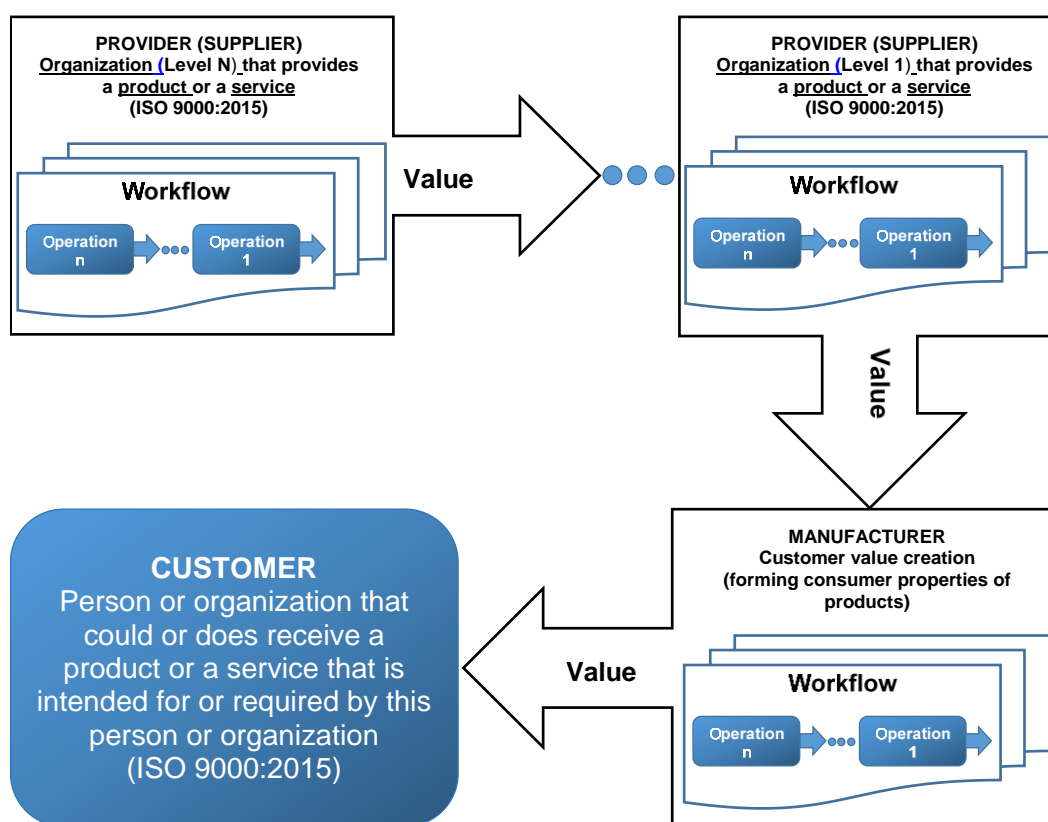 PROVIDER (SUPPLIER)
Organization (Level N) that provides
a product or a service
(ISO 9000:2015)
Workflow
Operation
n
Operation
1
Value
PROVIDER (SUPPLIER)
Organization (Level 1) that provides
a product or a service
(ISO 9000:2015)
Workflow
Operation
n
Operation
1
Value
MANUFACTURER
Customer value creation
(forming consumer properties of
products)
Workflow
Operation
n
Operation
1
Value
CUSTOMER
Person or organization that
could or does receive a
product or a service that is
intended for or required by this
person or organization
(ISO 9000:2015)